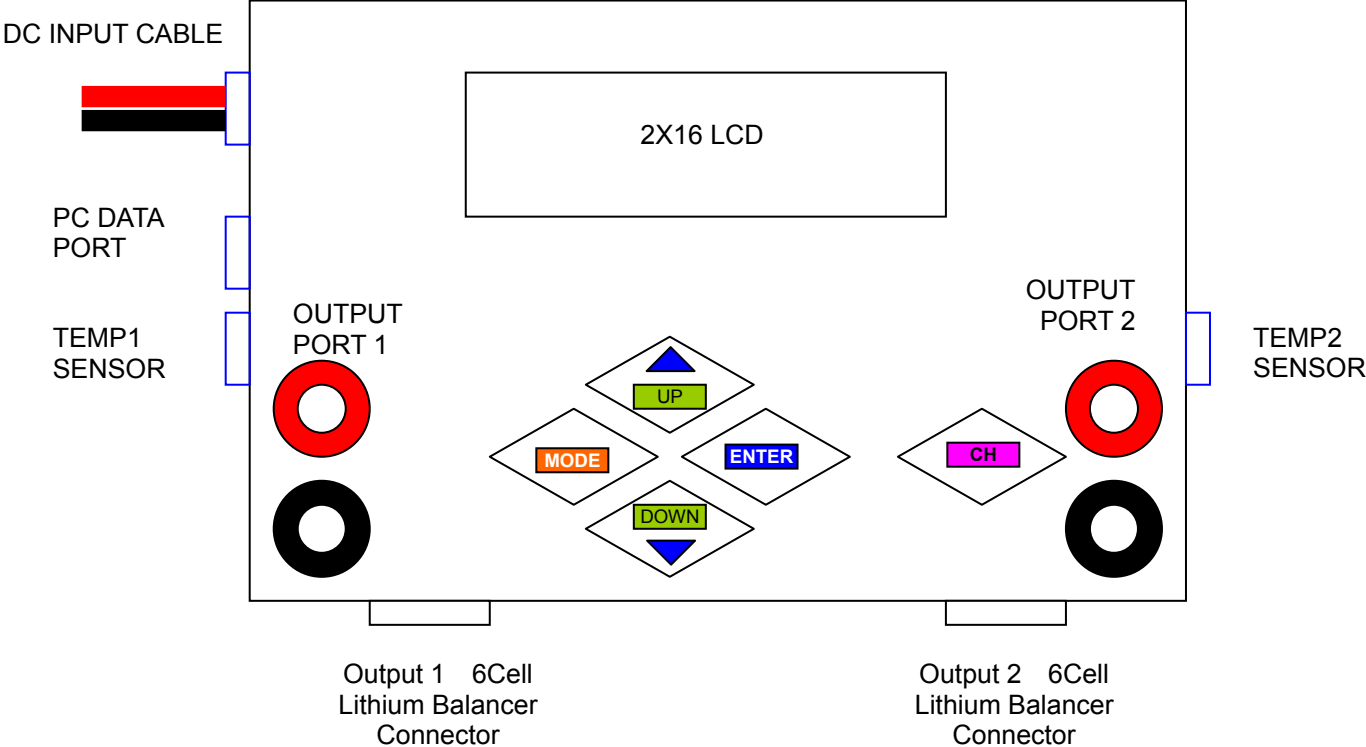 DC INPUT CABLE
2X16 LCD
PC DATA
PORT
OUTPUT
PORT 1
OUTPUT
PORT 2
TEMP1
SENSOR
TEMP2
SENSOR
UP
MODE
ENTER
CH
DOWN
Output 1 6Cell
Lithium Balancer
Connector
Output 2 6Cell
Lithium Balancer
Connector